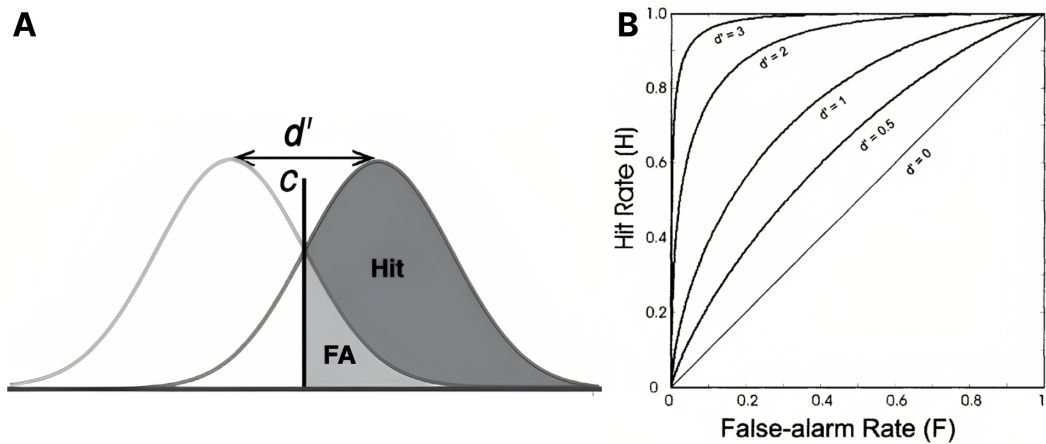 A
d'
c
Hit
FA
B
Hit Rate (H)
1.0
0.8
0.6
0.4
0.2
0
d' = 3
d' = 2
d' = 1
d' = 0.5
d' = 0
0
0.2
0.4
0.6
0.8
1
False-alarm Rate (F)